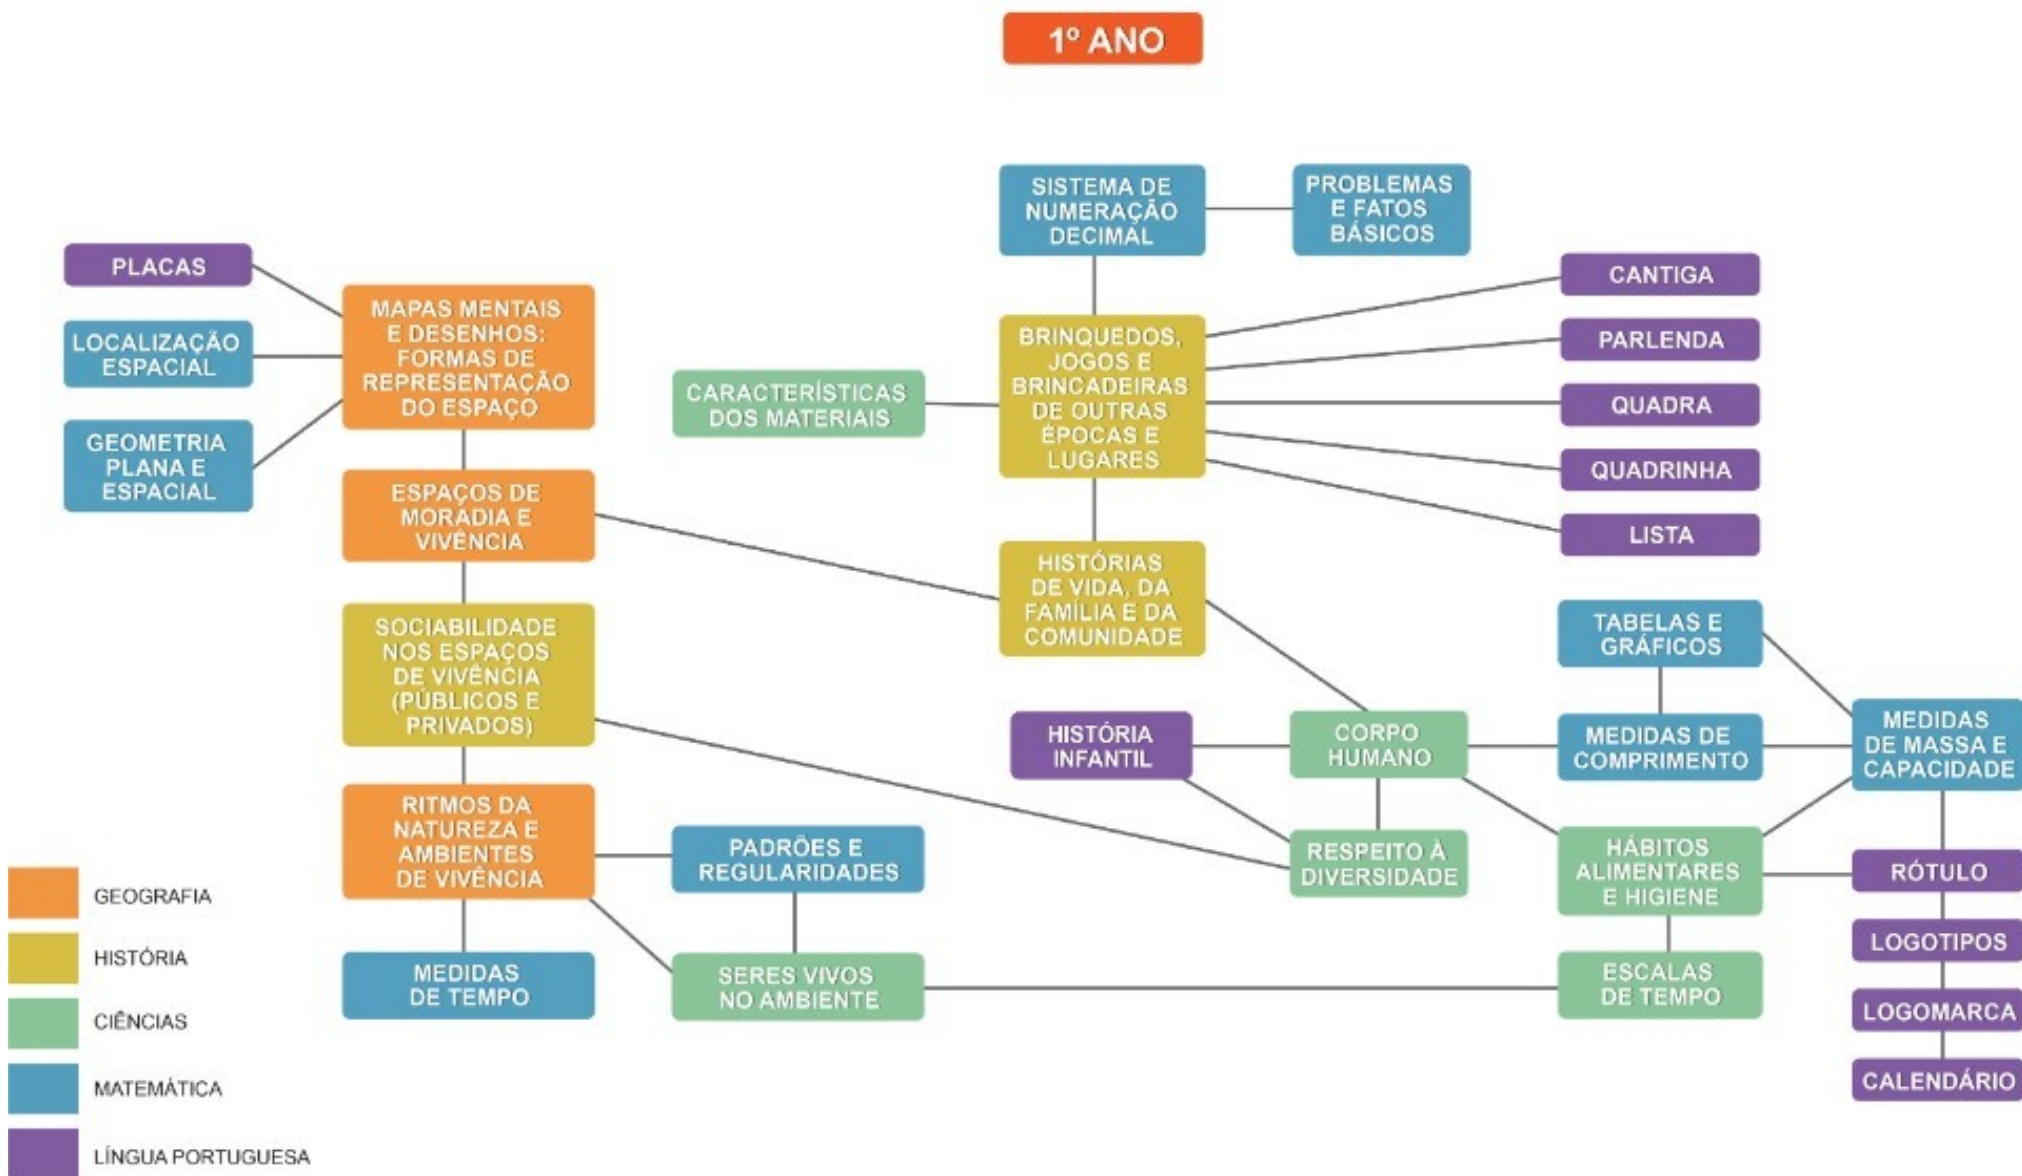 1º ANO
SISTEMA DE
NUMERAÇÃO
DECIMAL
PROBLEMAS
E FATOS
BÁSICOS
PLACAS
LOCALIZAÇÃO
ESPACIAL
GEOMETRIA
PLANA E
ESPACIAL
MAPAS MENTAIS
E DESENHOS:
FORMAS DE
REPRESENTAÇÃO
DO ESPAÇO
CARACTERÍSTICAS
DOS MATERIAIS
BRINQUEDOS,
JOGOS E
BRINCADEIRAS
DE OUTRAS
ÉPOCAS E
LUGARES
CANTIGA
PARLENDA
QUADRA
QUADRINHA
LISTA
ESPAÇOS DE
MORADIA E
VIVÊNCIA
HISTÓRIAS
DE VIDA, DA
FAMÍLIA E DA
COMUNIDADE
SOCIABILIDADE
NOS ESPAÇOS
DE VIVÊNCIA
(PÚBLICOS E
PRIVADOS)
TABELAS E
GRÁFICOS
HISTÓRIA
INFANTIL
CORPO
HUMANO
MEDIDAS DE
COMPRIMENTO
MEDIDAS
DE MASSA E
CAPACIDADE
RITMOS DA
NATUREZA E
AMBIENTES
DE VIVÊNCIA
PADRÕES E
REGULARIDADES
RESPEITO À
DIVERSIDADE
HÁBITOS
ALIMENTARES
E HIGIENE
RÓTULO
LOGOTIPOS
LOGOMARCA
CALENDÁRIO
MEDIDAS
DE TEMPO
SERES VIVOS
NO AMBIENTE
ESCALAS
DE TEMPO
GEOGRAFIA
HISTÓRIA
CIÊNCIAS
MATEMÁTICA
LÍNGUA PORTUGUESA